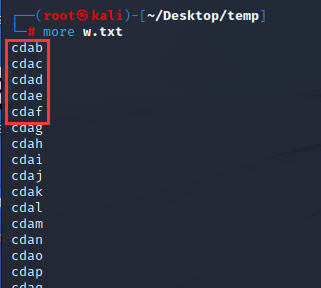 (root㉿kali)-[~/Desktop/temp]
# more w.txt
cdab
cdac
cdad
cdae
cdaf
cdag
cdah
cdai
cdaj
cdak
cdal
cdam
cdan
cdao
cdap